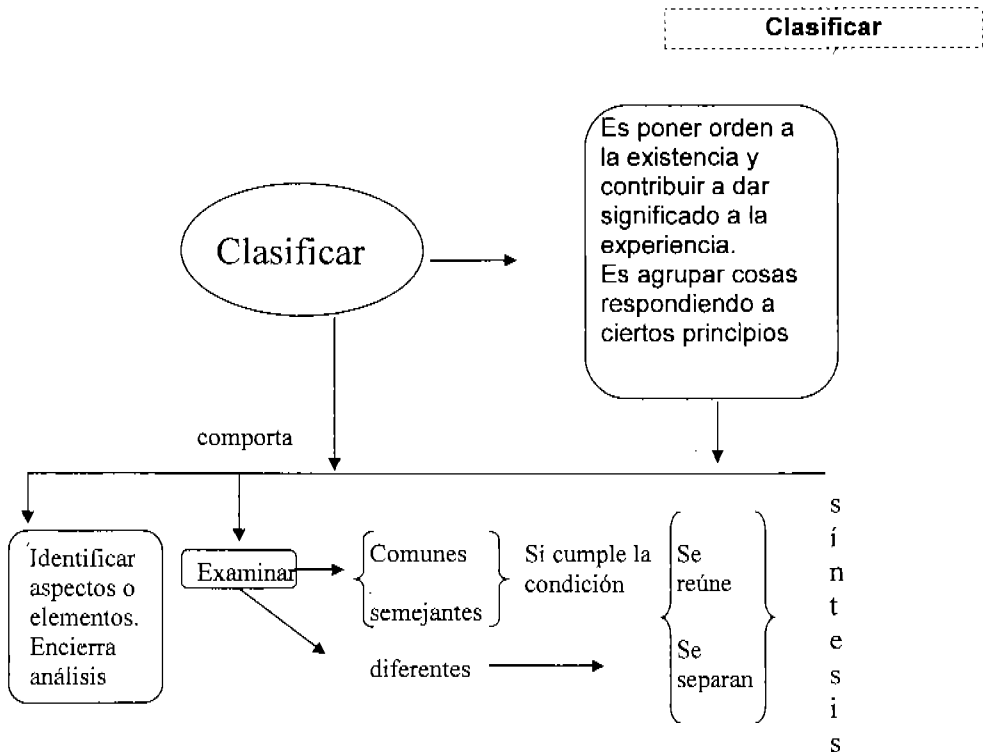 Clasificar
Es poner orden a
la existencia y
contribuir a dar
significado a la
experiencia.
Es agrupar cosas
respondiendo a
ciertos principios
Clasificar
comporta
Identificar
aspectos o
elementos.
Encierra
análisis
Examinar
Comunes
semejantes
diferentes
Si cumple la
condición
Se
reúne
Se
separan
síntesis